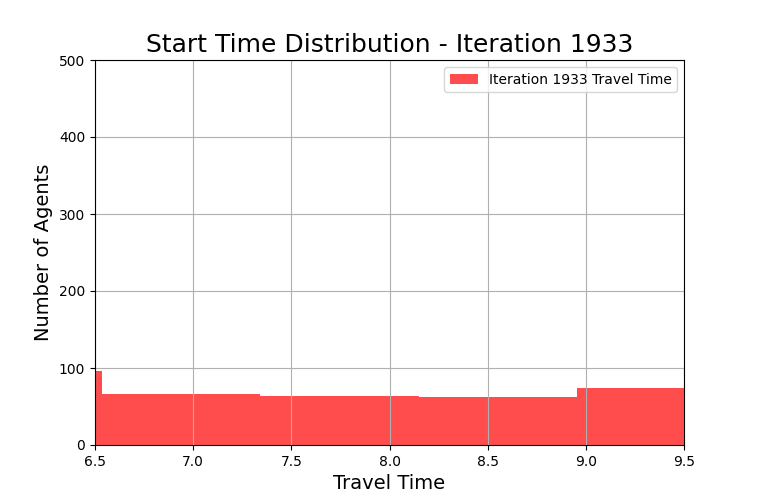 Start Time Distribution - Iteration 1933
Iteration 1933 Travel Time
Number of Agents
500
400
300
200
100
0
6.5 7.0 7.5 8.0 8.5 9.0 9.5
Travel Time